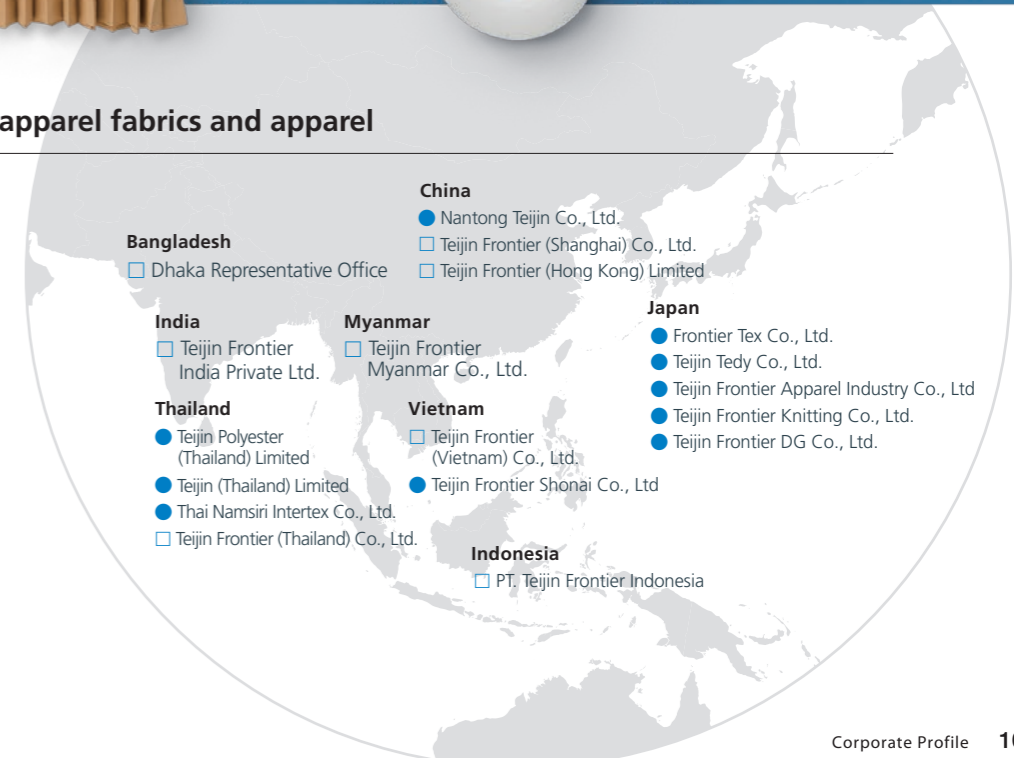 apparel fabrics and apparel
China
Nantong Teijin Co., Ltd.
Teijin Frontier (Shanghai) Co., Ltd.
Teijin Frontier (Hong Kong) Limited
Bangladesh
Dhaka Representative Office
India
Teijin Frontier
India Private Ltd.
Myanmar
Teijin Frontier
Myanmar Co., Ltd.
Japan
Frontier Tex Co., Ltd.
Teijin Tedy Co., Ltd.
Teijin Frontier Apparel Industry Co., Ltd
Teijin Frontier Knitting Co., Ltd.
Teijin Frontier DG Co., Ltd.
Thailand
Teijin Polyester
(Thailand) Limited
Teijin (Thailand) Limited
Thai Namsiri Intertex Co., Ltd.
Teijin Frontier (Thailand) Co., Ltd.
Vietnam
Teijin Frontier
(Vietnam) Co., Ltd.
Teijin Frontier Shonai Co., Ltd
Indonesia
PT. Teijin Frontier Indonesia
Corporate Profile